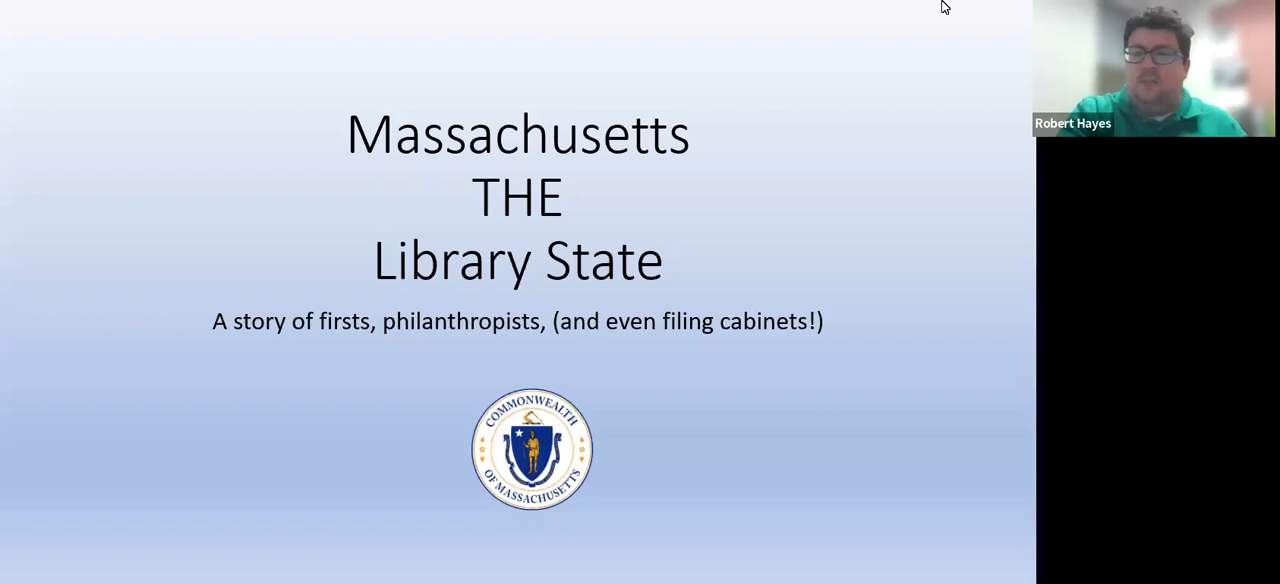 Massachusetts
THE
Library State
A story of firsts, philanthropists, (and even filing cabinets!)
COMMONWEALTH
OF MASSACHUSETTS
Robert Hayes